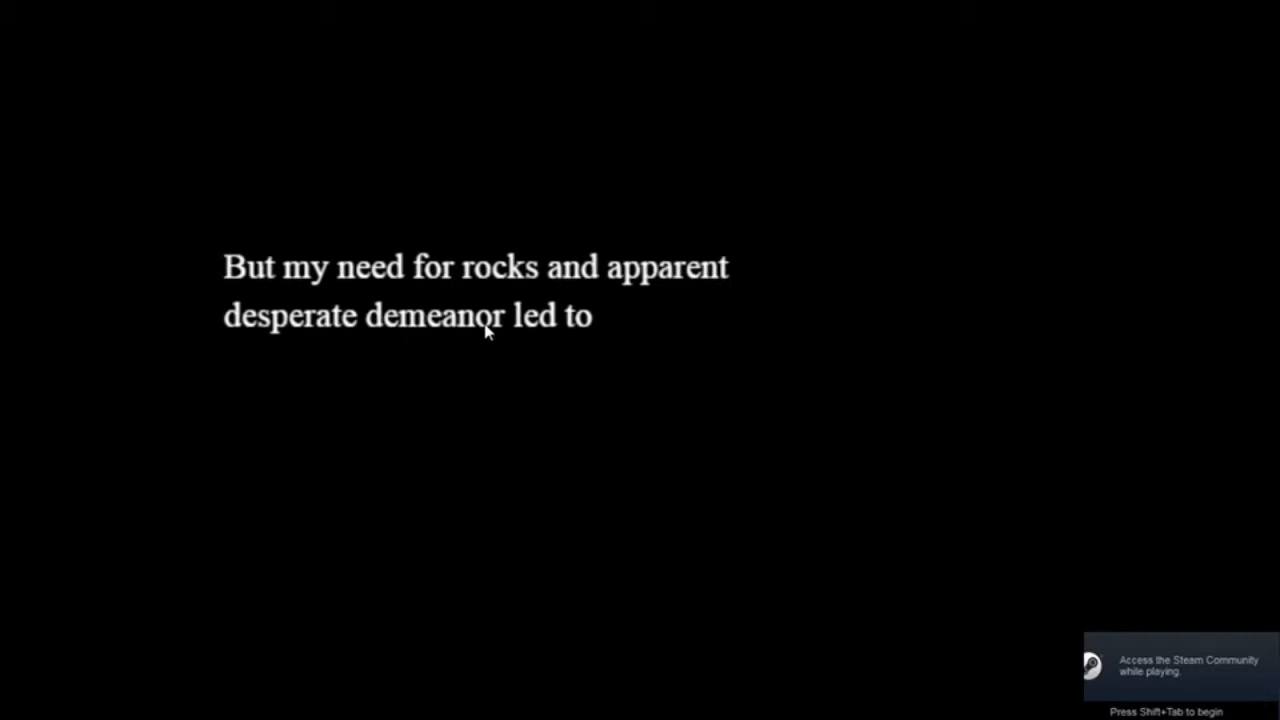 But my need for rocks and apparent
desperate demeanor led to
Access the Steam Community
while playing.
Press Shift+Tab to begin